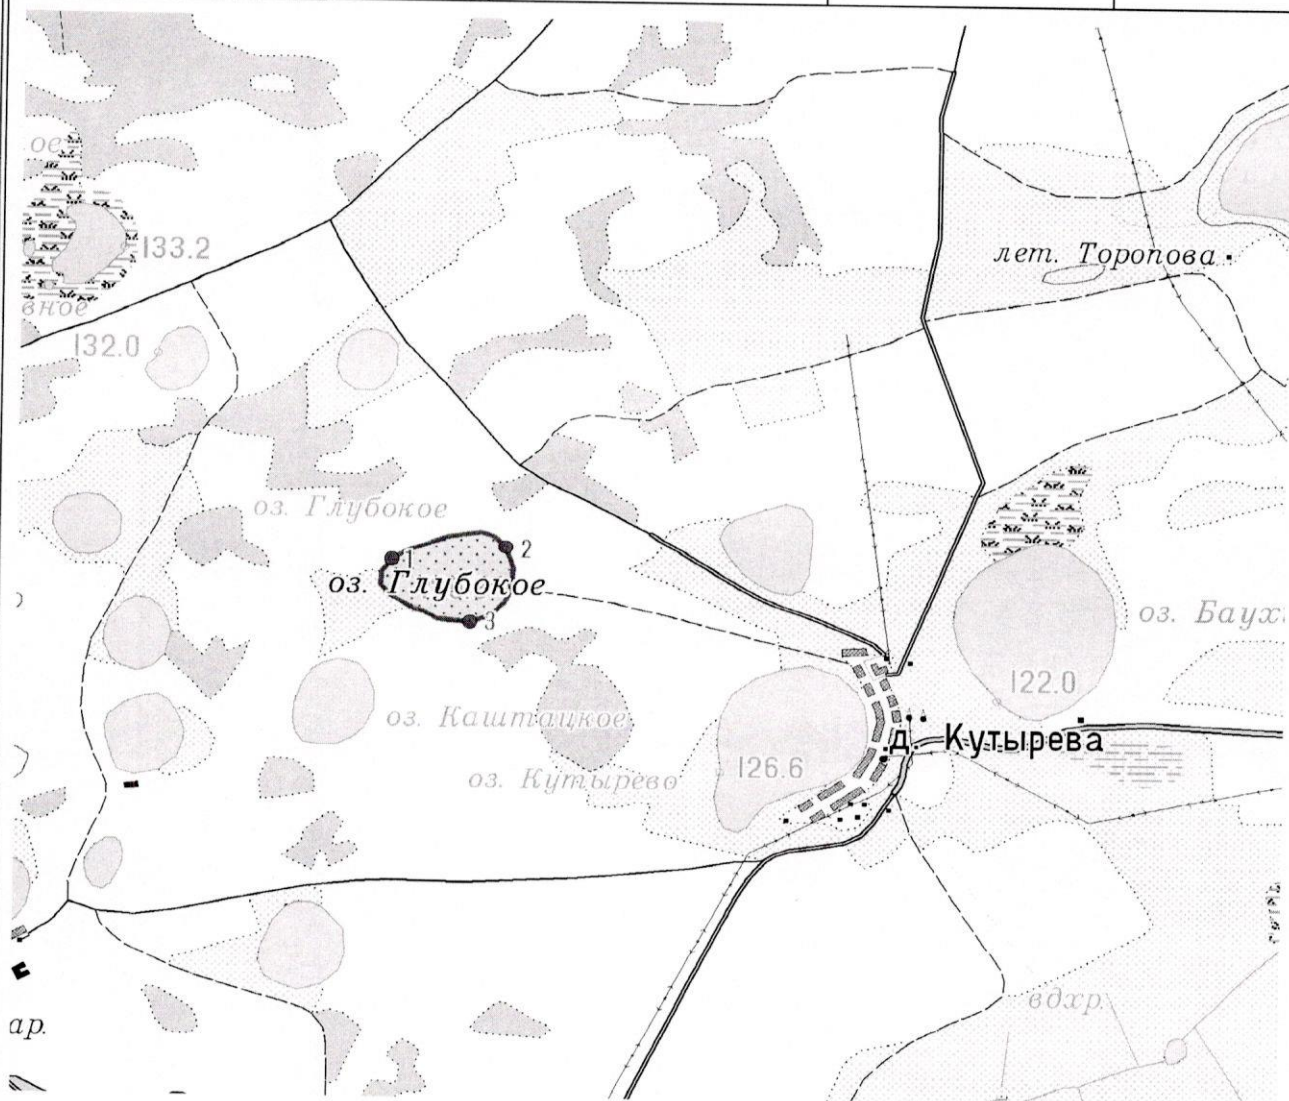 ое
133.2
вное
132.0
лет. Торопова
оз. Глубокое
1
2
оз. Глубокое
3
оз. Баух
122.0
оз. Каштацкое
д. Кутырева
оз. Кутырево
126.6
вдхр.
ар.